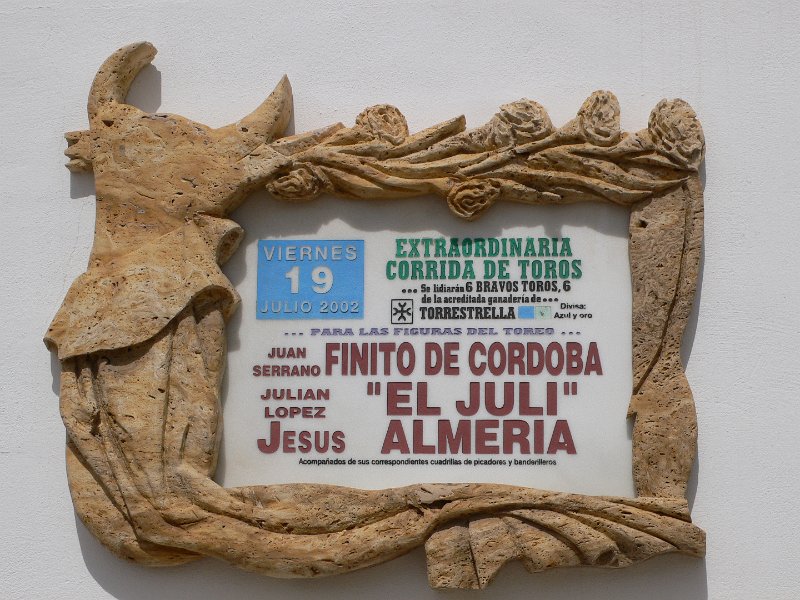 VIERNES
19
JULIO 2002
EXTRAORDINARIA
CORRIDA DE TOROS
... Se lidiarán 6 BRAVOS TOROS, 6
de la acreditada ganadería de...
TORRESTRELLA
Divisa:
Azul y oro
... PARA LAS FIGURAS DEL TOREO ...
JUAN
SERRANO
FINITO DE CORDOBA
JULIAN
LOPEZ
"EL JULI"
JESUS ALMERIA
Acompañados de sus correspondientes cuadrillas de picadores y banderilleros